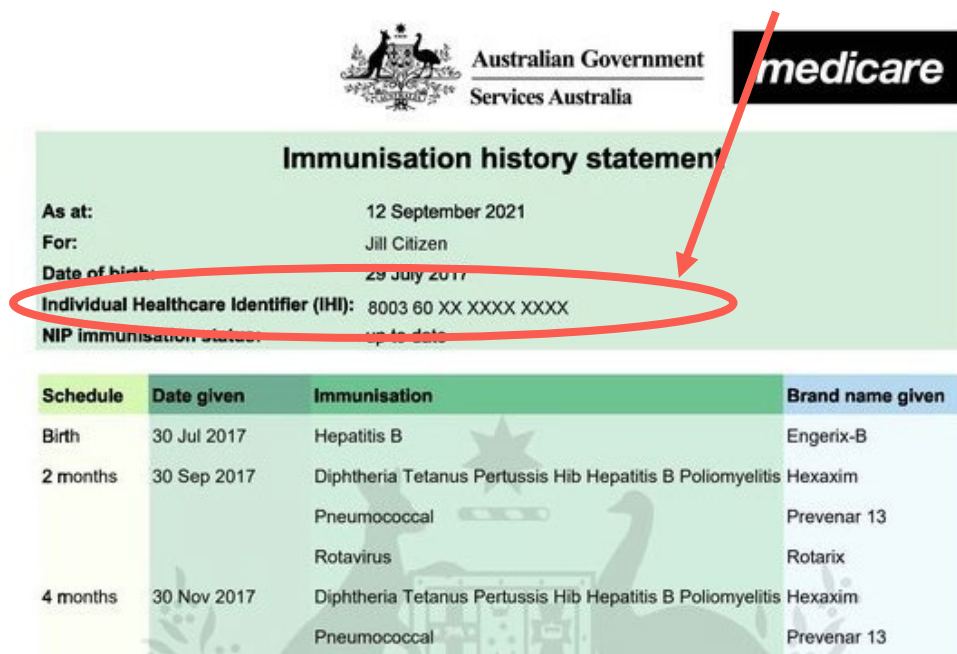 Australian Government
Services Australia
medicare
Immunisation history statement
As at: 12 September 2021
For: Jill Citizen
Date of birth: 29 July 2017
Individual Healthcare Identifier (IHI): 8003 60 XX XXXX XXXX
NIP immunisation status: up to date
Schedule Date given Immunisation Brand name given
Birth 30 Jul 2017 Hepatitis B Engerix-B
2 months 30 Sep 2017 Diphtheria Tetanus Pertussis Hib Hepatitis B Poliomyelitis Hexaxim
Pneumococcal Prevenar 13
Rotavirus Rotarix
4 months 30 Nov 2017 Diphtheria Tetanus Pertussis Hib Hepatitis B Poliomyelitis Hexaxim
Pneumococcal Prevenar 13